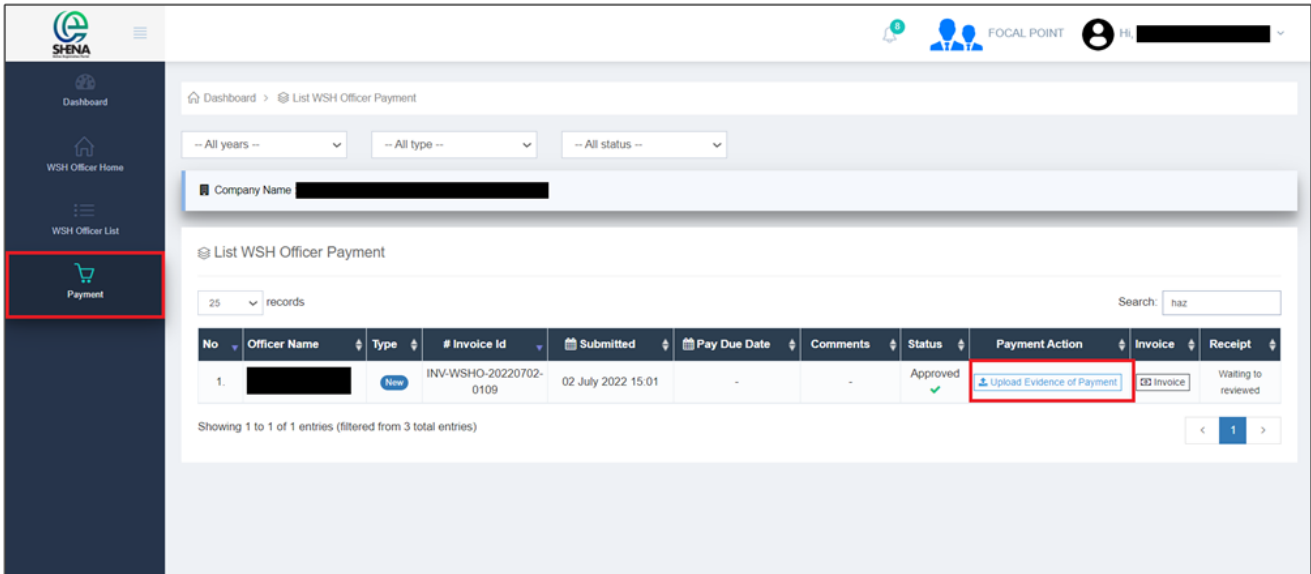 SHENA
8
FOCAL POINT
Hi,
Dashboard
WSH Officer Home
WSH Officer List
Payment
Dashboard > List WSH Officer Payment
-- All years --
-- All type --
-- All status --
Company Name
List WSH Officer Payment
25 records
Search: haz
No Officer Name Type # Invoice Id Submitted Pay Due Date Comments Status Payment Action Invoice Receipt
1. New INV-WSHO-20220702-0109 02 July 2022 15:01 - - Approved Upload Evidence of Payment Invoice Waiting to reviewed
Showing 1 to 1 of 1 entries (filtered from 3 total entries)
< 1 >